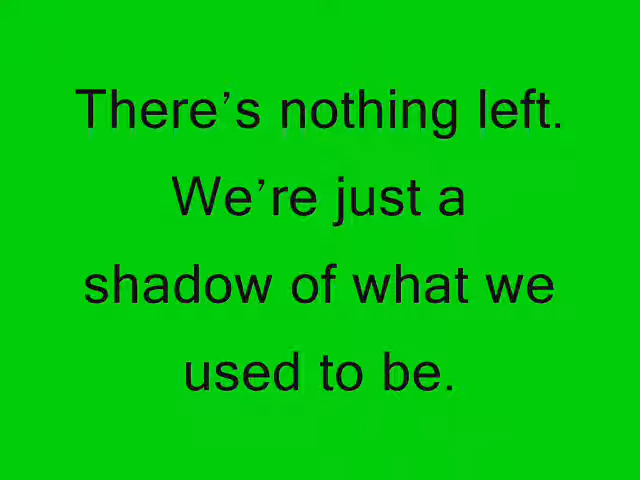 There’s nothing left.
We’re just a
shadow of what we
used to be.